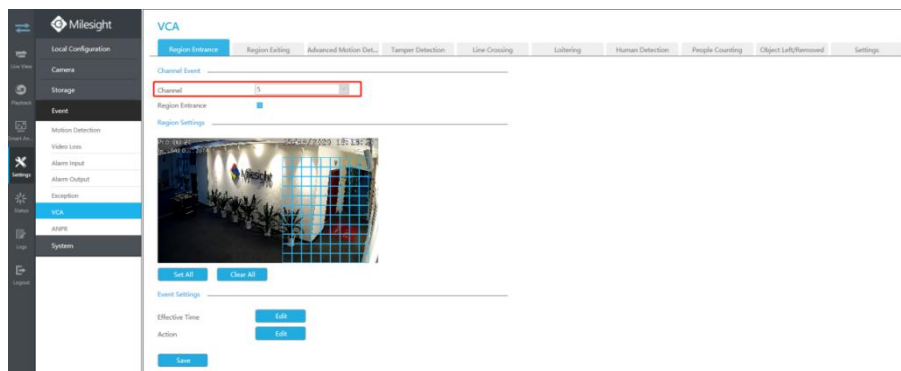 Milesight
VCA
Local Configuration
Region Entrance
Region Exiting
Advanced Motion Det...
Tamper Detection
Line Crossing
Loitering
Human Detection
People Counting
Object Left/Removed
Settings
Live View
Camera
Channel Event
Playback
Storage
Channel
5
Region Entrance
Event
Region Settings
Smart An...
Motion Detection
Video Loss
Settings
Alarm Input
Alarm Output
Milesight
Status
Exception
VCA
Logs
ANPR
System
Logout
Set All
Clear All
Event Settings
Effective Time
Edit
Action
Edit
Save